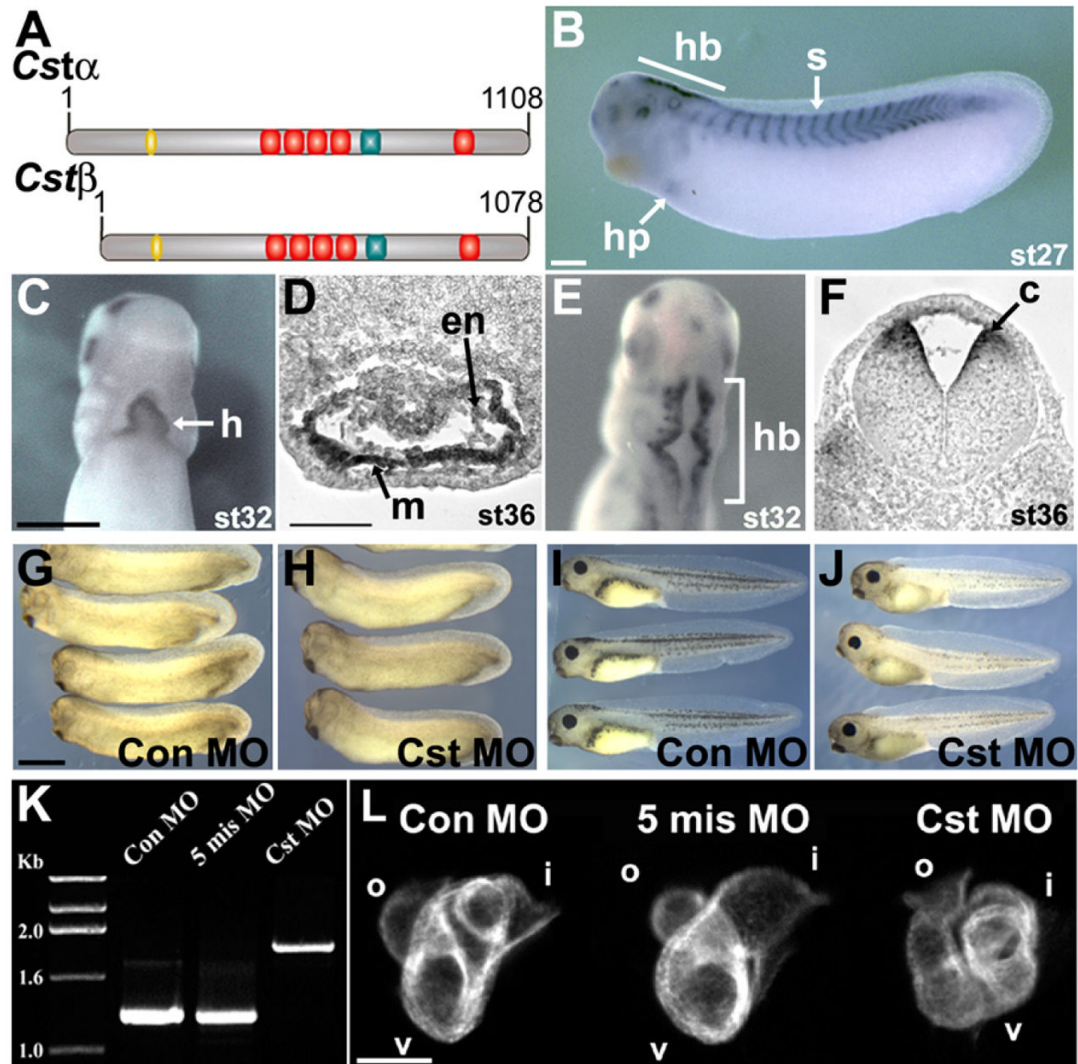 A
Cstα
1
1108
Cstβ
1
1078
B
hb
s
hp
st27
C
h
st32
D
en
m
st36
E
hb
st32
F
c
st36
G
Con MO
H
Cst MO
I
Con MO
J
Cst MO
K
Con MO
5 mis MO
Cst MO
Kb
2.0
1.6
1.0
L
Con MO
5 mis MO
Cst MO
o
i
v
o
i
v
o
i
v